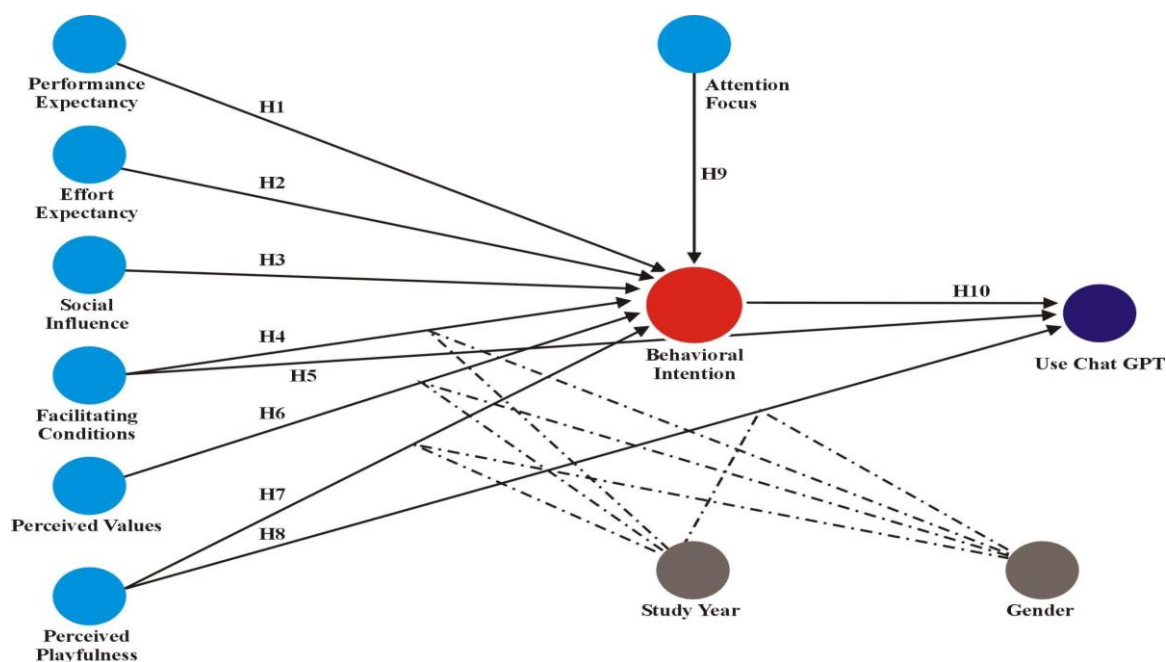 Performance
Expectancy
Attention
Focus
H1
H9
Effort
Expectancy
H2
Social
Influence
H3
H10
Behavioral
Intention
Use Chat GPT
Facilitating
Conditions
H4
H5
H6
Perceived Values
H7
H8
Perceived
Playfulness
Study Year
Gender